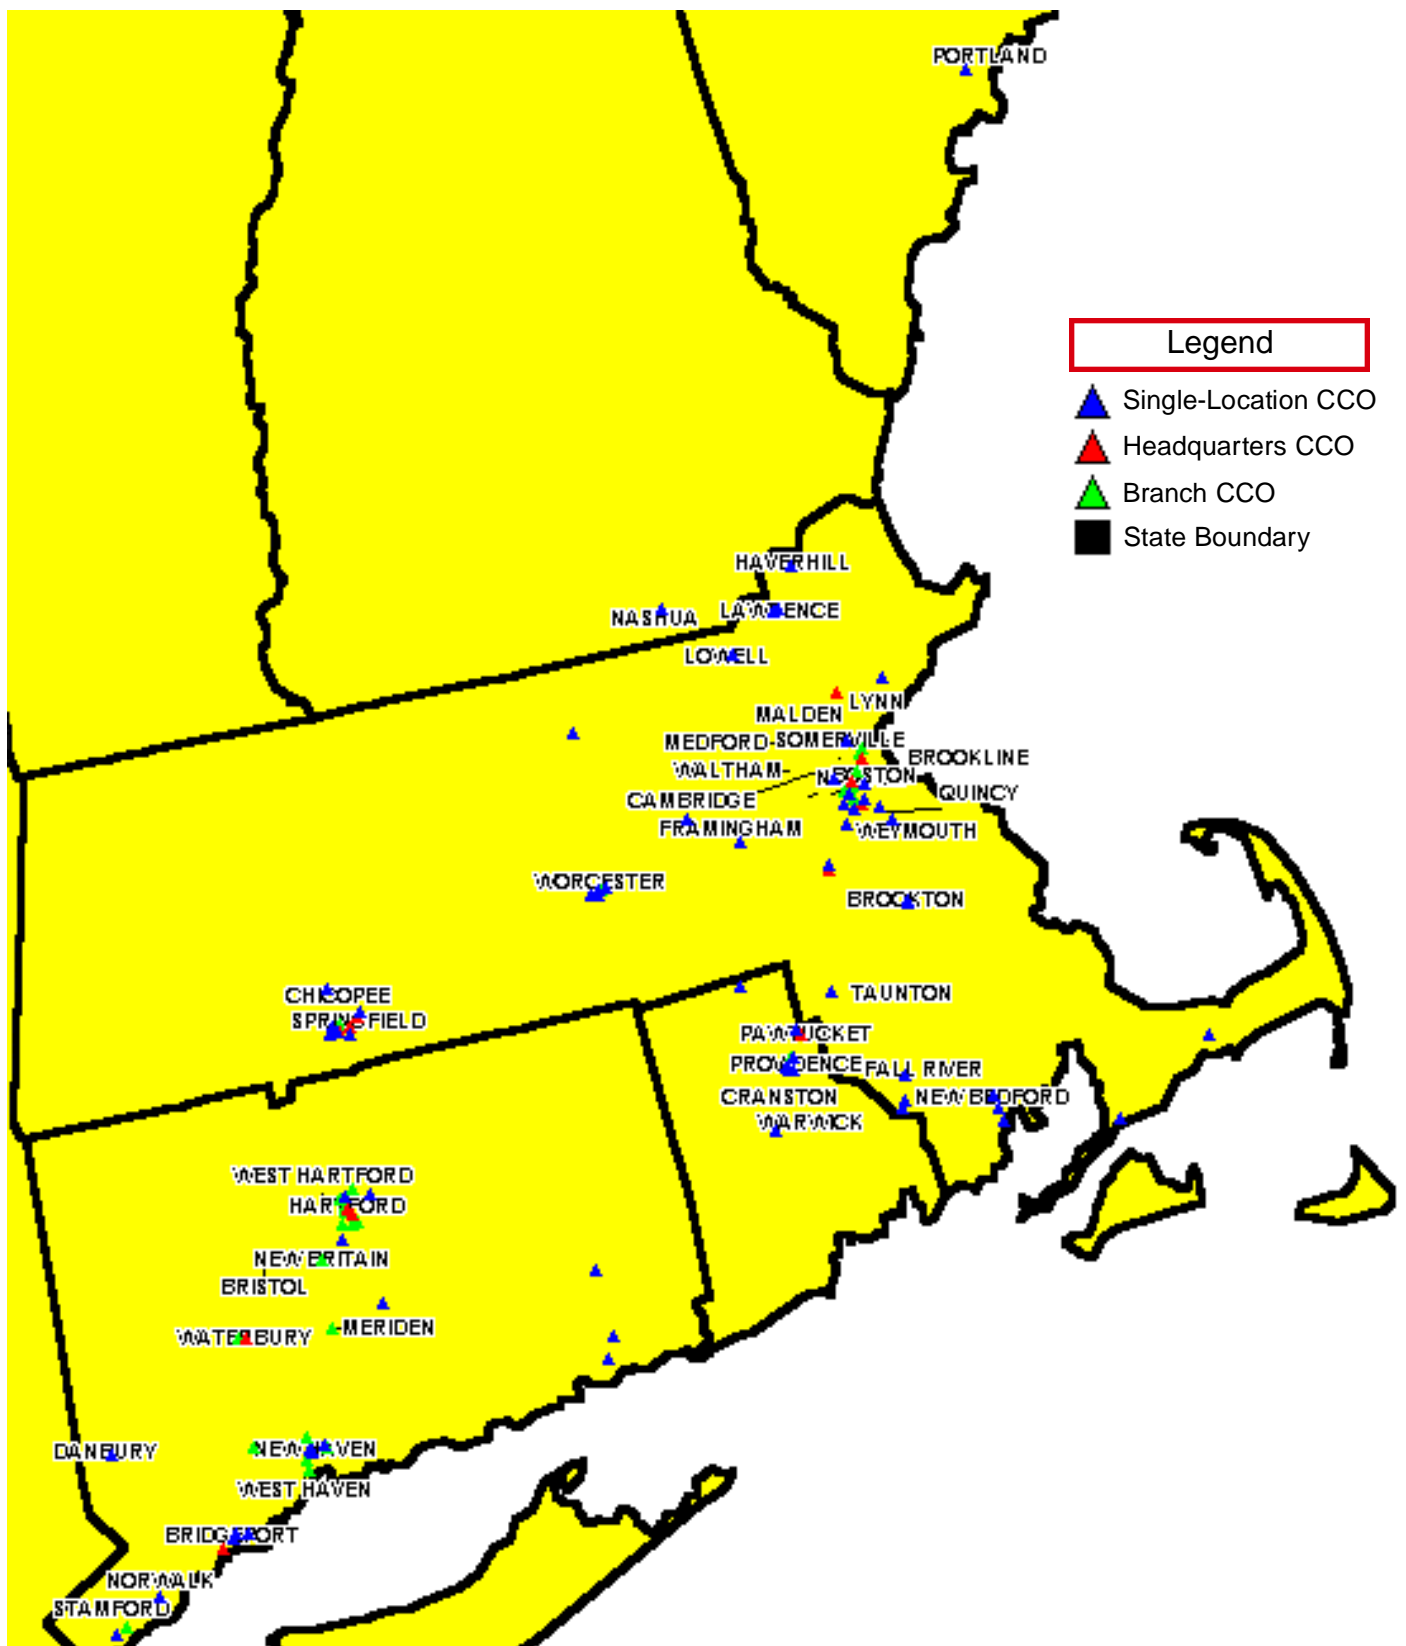 PORTLAND
Legend
Single-Location CCO
Headquarters CCO
Branch CCO
State Boundary
HAVERHILL
NASHUA
LAWRENCE
LOWELL
LYNN
MALDEN
MEDFORD
SOMERVILLE
BROOKLINE
WALTHAM
BOSTON
CAMBRIDGE
QUINCY
FRAMINGHAM
WEYMOUTH
WORCESTER
BROCKTON
CHICOPEE
TAUNTON
SPRINGFIELD
PAWTUCKET
PROVIDENCE
FALL RIVER
CRANSTON
NEW BEDFORD
WARWICK
WEST HARTFORD
HARTFORD
NEW BRITAIN
BRISTOL
MERIDEN
WATERBURY
DANBURY
NEW HAVEN
WEST HAVEN
BRIDGEPORT
NORWALK
STAMFORD